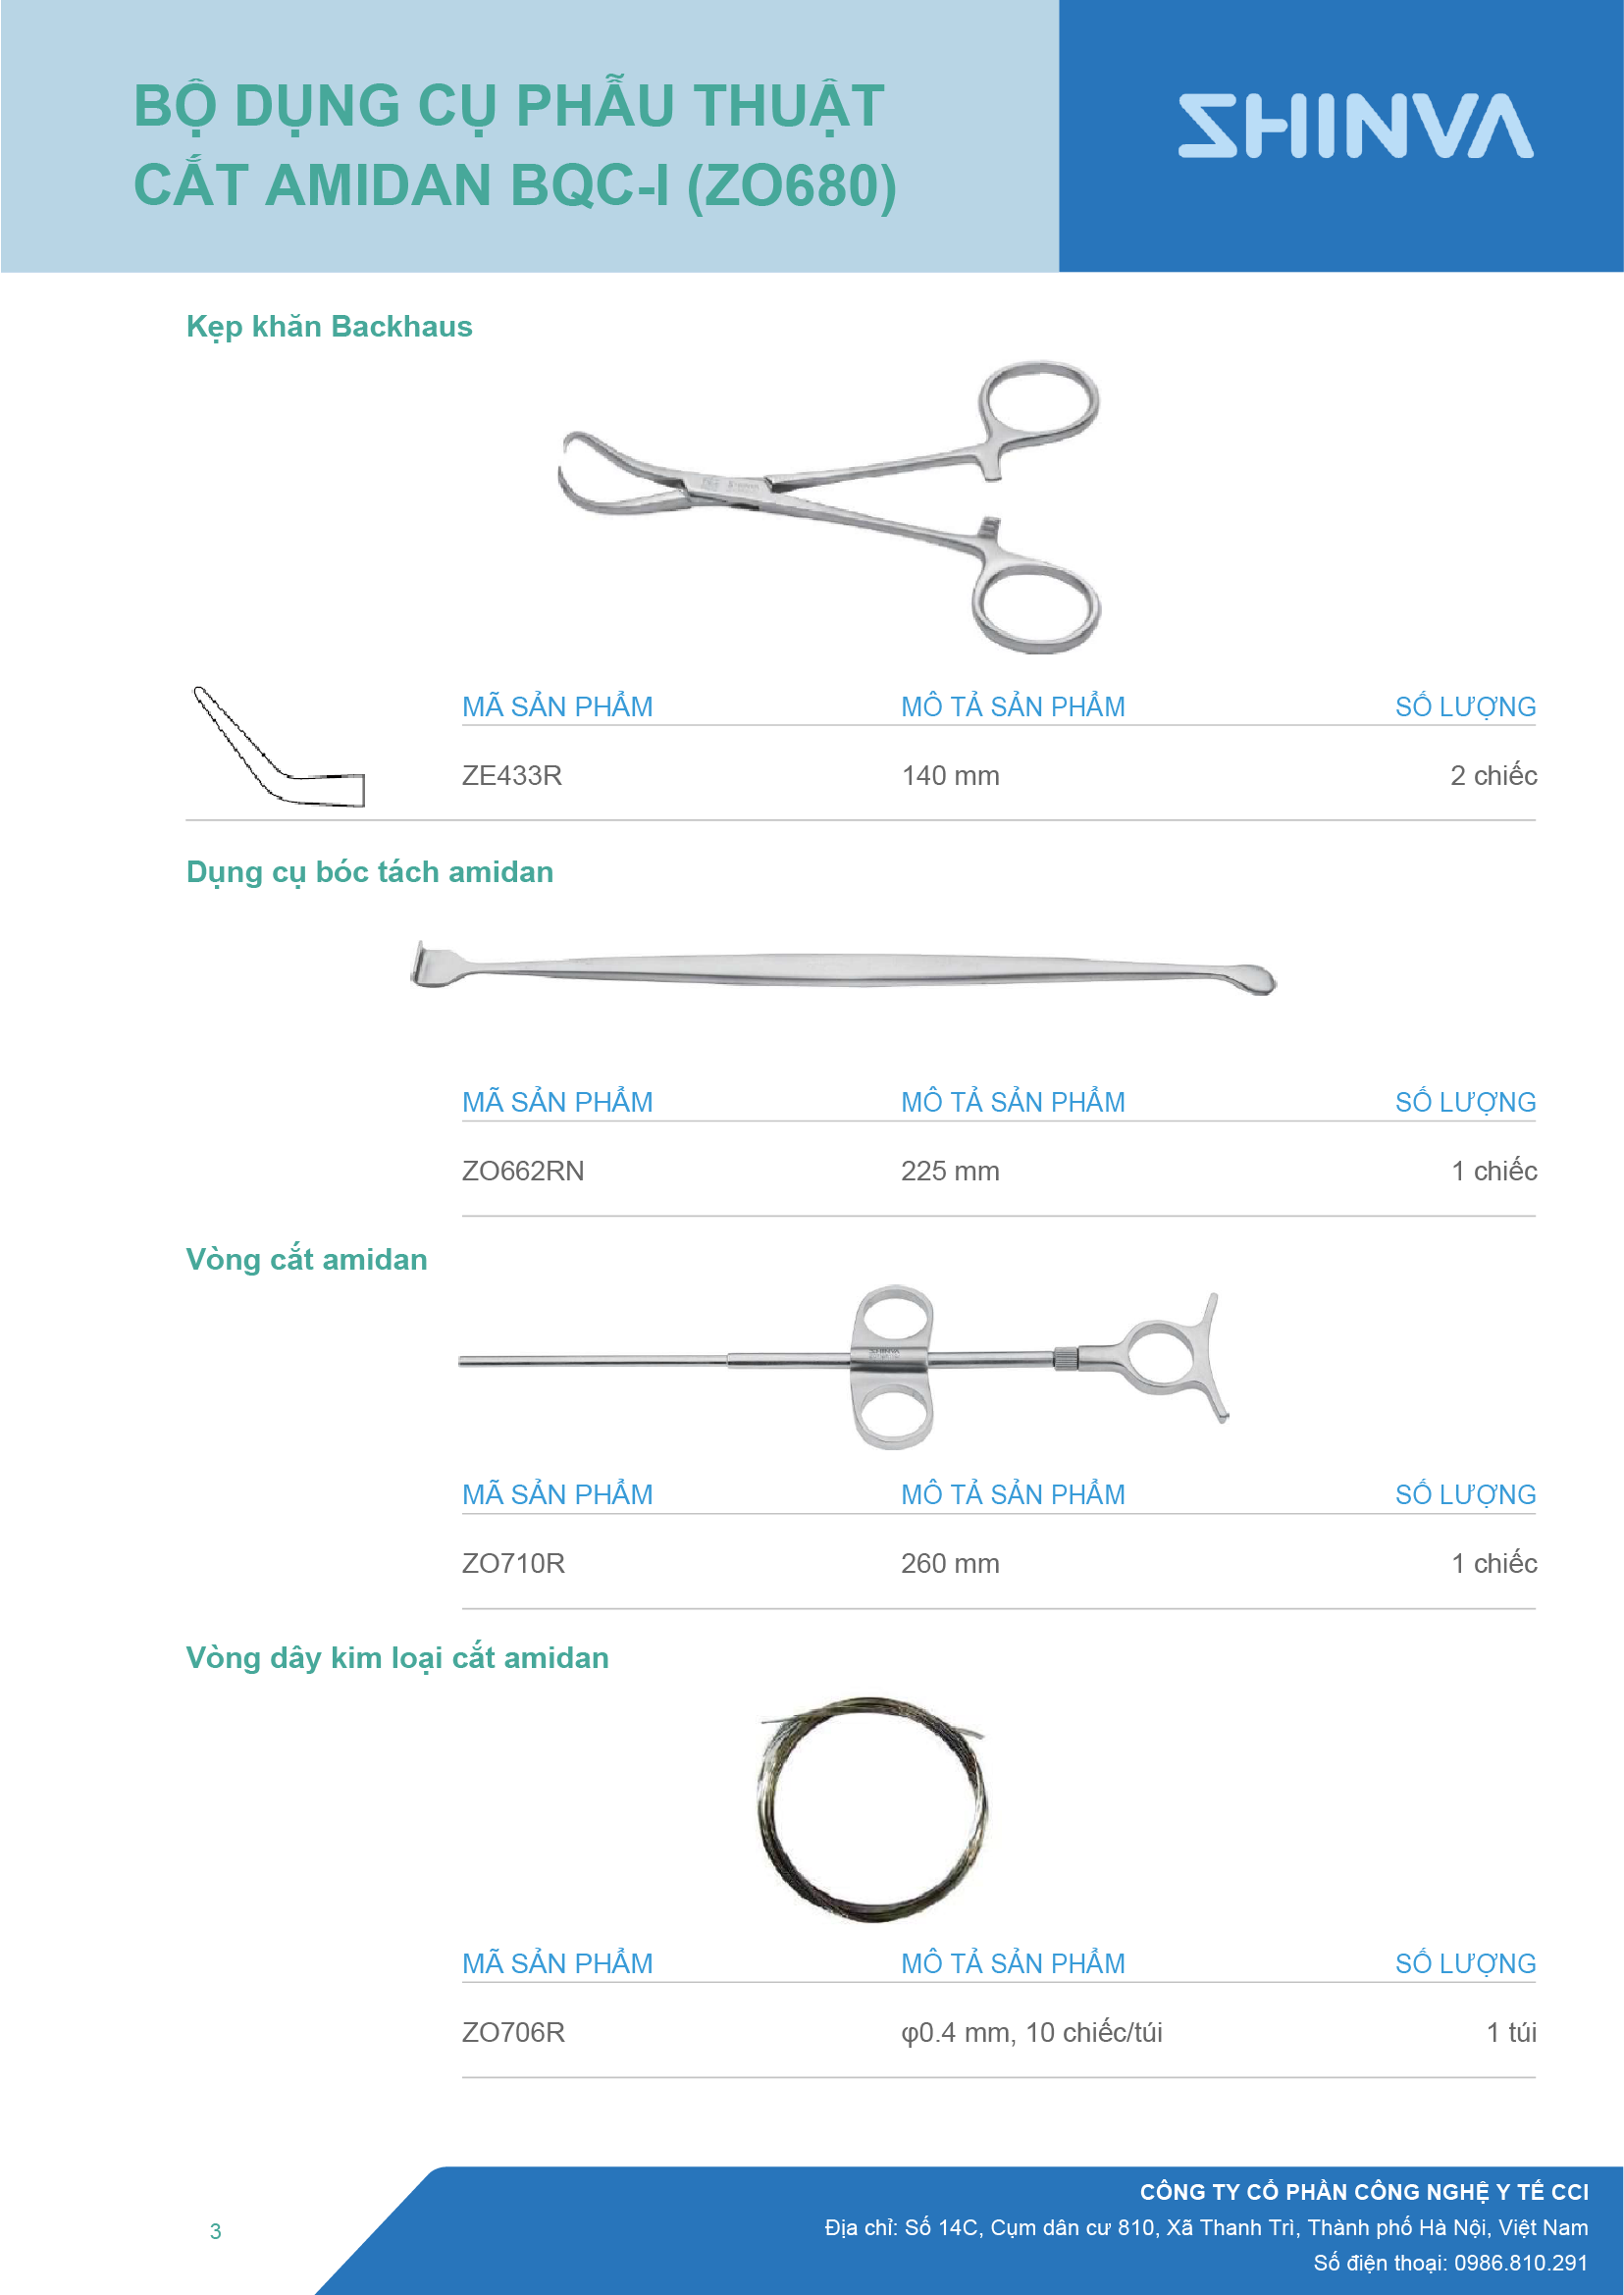 BỘ DỤNG CỤ PHẪU THUẬT
CẮT AMIDAN BQC-I (ZO680)
SHINVA
Kẹp khăn Backhaus
MÃ SẢN PHẨM MÔ TẢ SẢN PHẨM SỐ LƯỢNG
ZE433R 140 mm 2 chiếc
Dụng cụ bóc tách amidan
MÃ SẢN PHẨM MÔ TẢ SẢN PHẨM SỐ LƯỢNG
ZO662RN 225 mm 1 chiếc
Vòng cắt amidan
SHINVA
MÃ SẢN PHẨM MÔ TẢ SẢN PHẨM SỐ LƯỢNG
ZO710R 260 mm 1 chiếc
Vòng dây kim loại cắt amidan
MÃ SẢN PHẨM MÔ TẢ SẢN PHẨM SỐ LƯỢNG
ZO706R φ0.4 mm, 10 chiếc/túi 1 túi
CÔNG TY CỔ PHẦN CÔNG NGHỆ Y TẾ CCI
Địa chỉ: Số 14C, Cụm dân cư 810, Xã Thanh Trì, Thành phố Hà Nội, Việt Nam
Số điện thoại: 0986.810.291
3